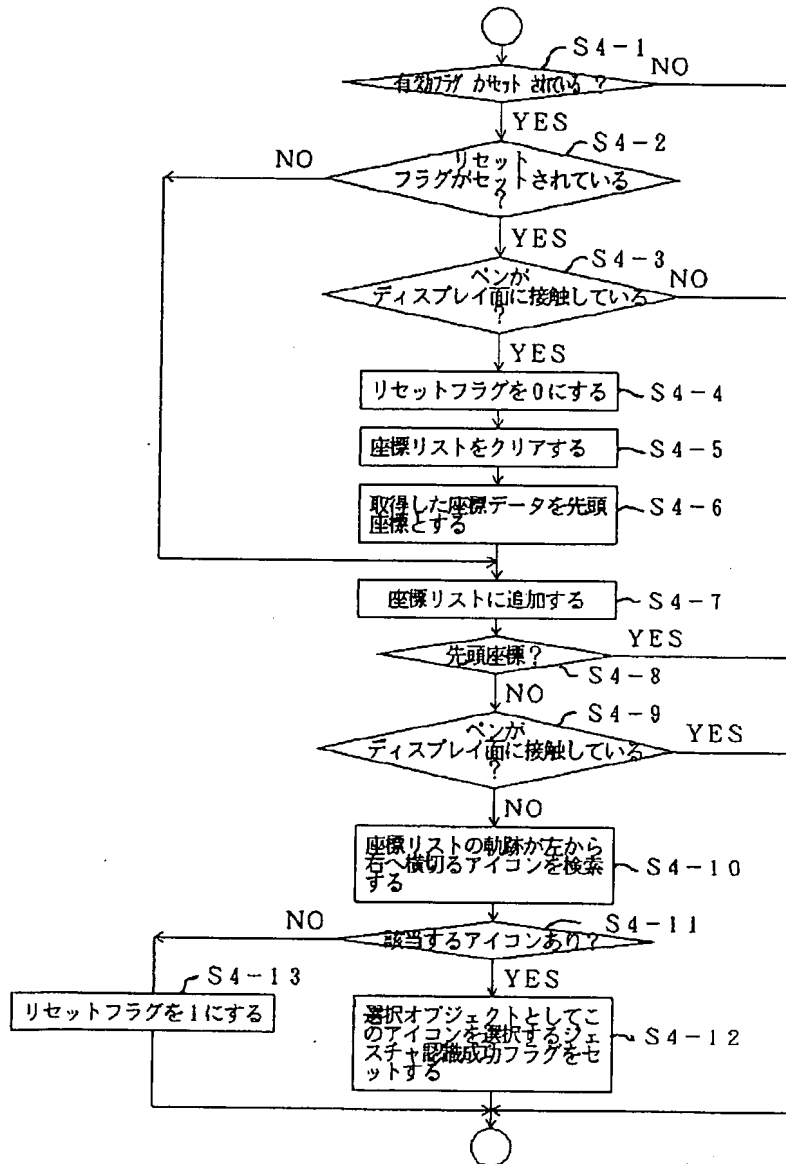 S4-1
有効フラグ がセット されている ?
NO
YES
S4-2
NO
リセット
フラグがセットされている
?
YES
S4-3
ペンが
NO
ディスプレイ面に接触している
?
YES
リセットフラグを0にする
S4-4
座標リストをクリアする
S4-5
取得した座標データを先頭
座標とする
S4-6
座標リストに追加する
S4-7
先頭座標?
YES
S4-8
NO
S4-9
ペンが
YES
ディスプレイ面に接触している
?
NO
座標リストの軌跡が左から
右へ横切るアイコンを検索
する
S4-10
NO
S4-11
該当するアイコンあり?
S4-13
YES
リセットフラグを1にする
選択オブジェクトとしてこ
のアイコンを選択するジェ
スチャ認識成功フラグをセ
ットする
S4-12